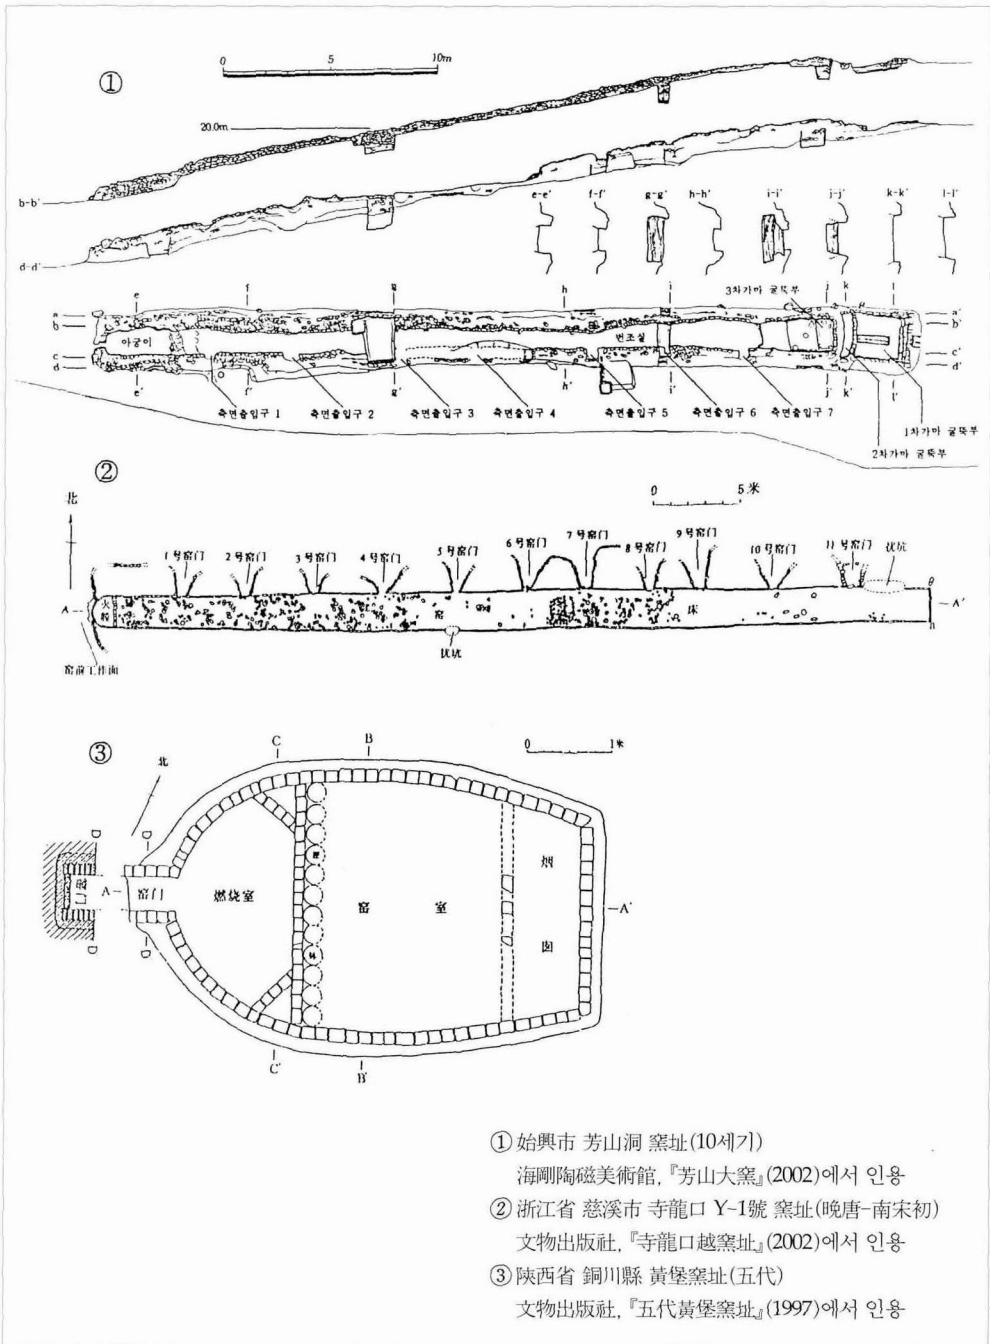 ①
0 5 10m
20.0m
b-b'
d-d'
e-e' f-f' g-g' h-h' i-i' j-j' k-k' l-l'
3차가마 굴뚝부
e f g h i j k l
a a'
b b'
아궁이 번조실
c c'
d d'
e' f' g' h' i' j' k' l'
측면출입구 1 측면출입구 2 측면출입구 3 측면출입구 4 측면출입구 5 측면출입구 6 측면출입구 7
1차가마 굴뚝부
2차가마 굴뚝부
②
北
0 5 米
1号窑门 2号窑门 3号窑门 4号窑门 5号窑门 6号窑门 7号窑门 8号窑门 9号窑门 10号窑门 11号窑门 扰坑
A 火 窑 床 A'
扰坑
窑前工作面
③
北
0 1米
C B
D D
A 窑门 燃烧室 窑 室 烟 囱 A'
D D
C' B'
① 始興市 芳山洞 窯址(10세기)
海剛陶磁美術館, 『芳山大窯』(2002)에서 인용
② 浙江省 慈溪市 寺龍口 Y-1號 窯址(晩唐-南宋初)
文物出版社, 『寺龍口越窯址』(2002)에서 인용
③ 陝西省 銅川縣 黃堡窯址(五代)
文物出版社, 『五代黃堡窯址』(1997)에서 인용